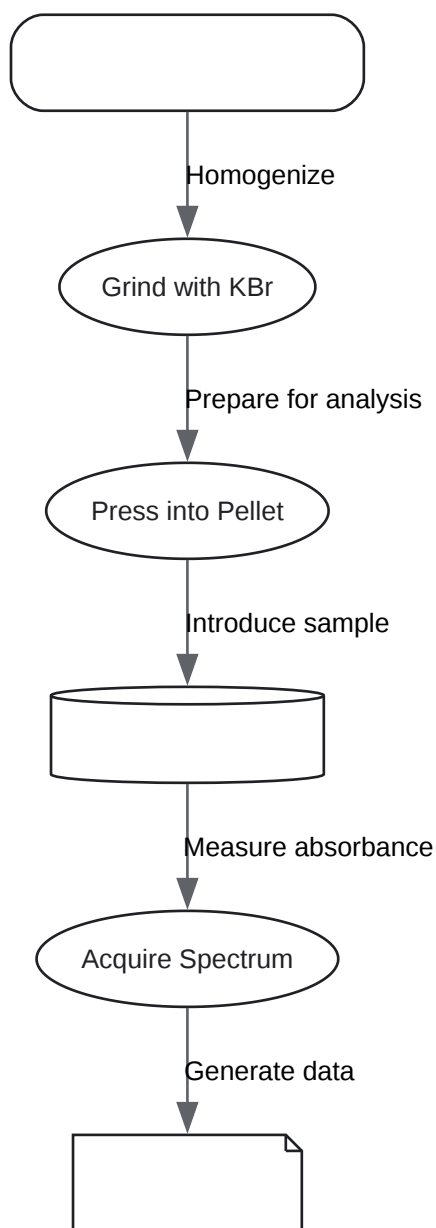 Homogenize
Grind with KBr
Prepare for analysis
Press into Pellet
Introduce sample
Measure absorbance
Acquire Spectrum
Generate data